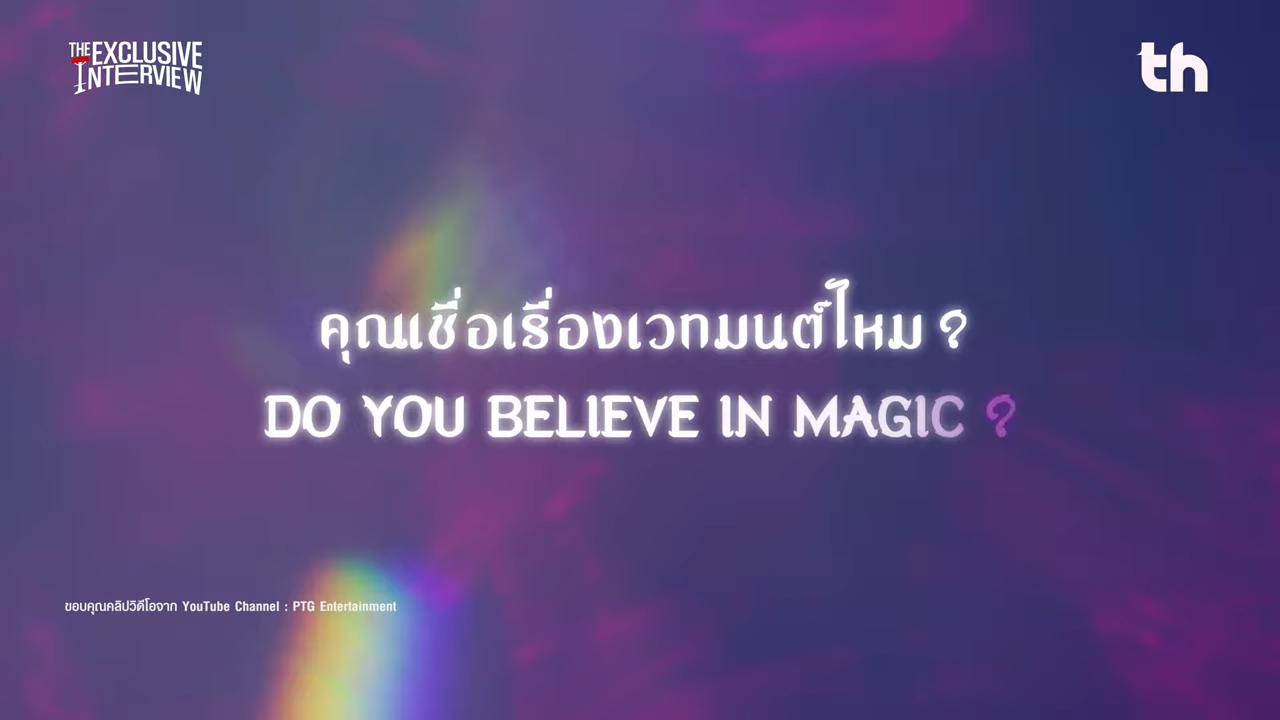 THE EXCLUSIVE
INTERVIEW
th
คุณเชื่อเรื่องเวทมนต์ไหม ?
DO YOU BELIEVE IN MAGIC ?
ขอบคุณคลิปวิดีโอจาก YouTube Channel : PTG Entertainment